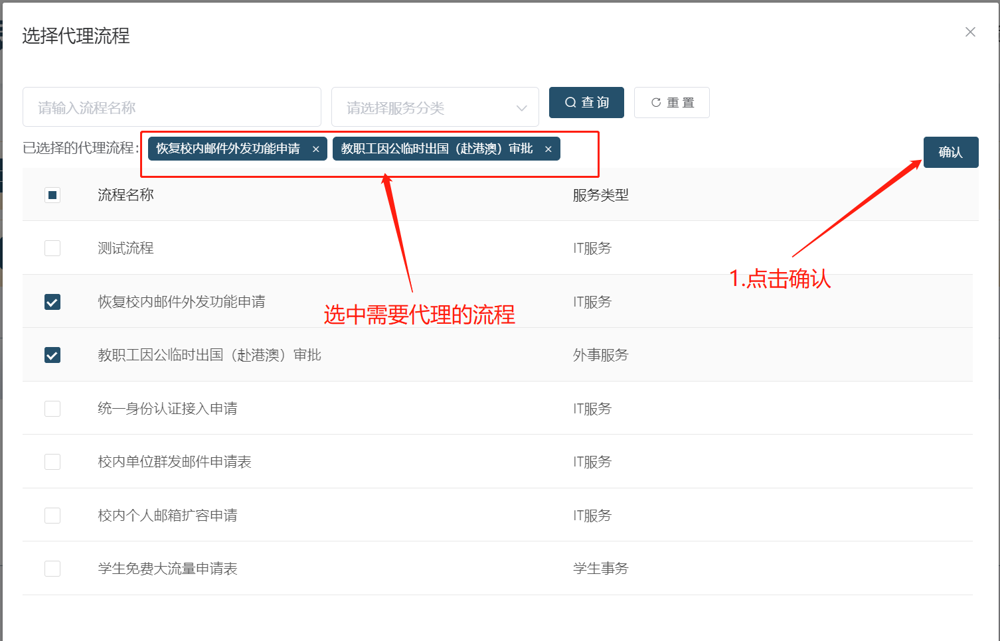 选择代理流程
请输入流程名称
请选择服务分类
查询
重置
已选择的代理流程:
恢复校内邮件外发功能申请
教职工因公临时出国（赴港澳）审批
确认
流程名称
服务类型
测试流程
IT服务
1.点击确认
恢复校内邮件外发功能申请
IT服务
选中需要代理的流程
教职工因公临时出国（赴港澳）审批
外事服务
统一身份认证接入申请
IT服务
校内单位群发邮件申请表
IT服务
校内个人邮箱扩容申请
IT服务
学生免费大流量申请表
学生事务